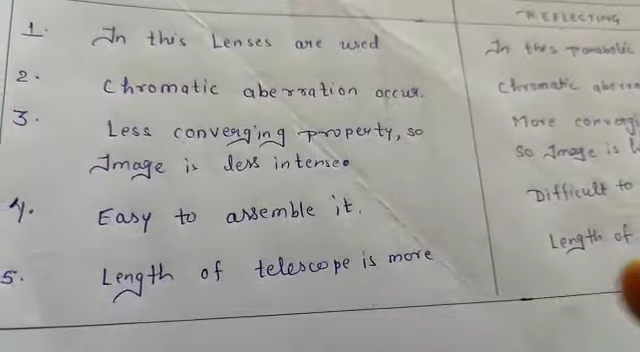 REFLECTING
1. In this Lenses are used
In this parabolic
2. Chromatic aberration occur.
Chromatic
3. Less converging property, so
More
Image is less intense.
so Image is
4. Easy to assemble it.
Difficult to
5. Length of telescope is more
Length of